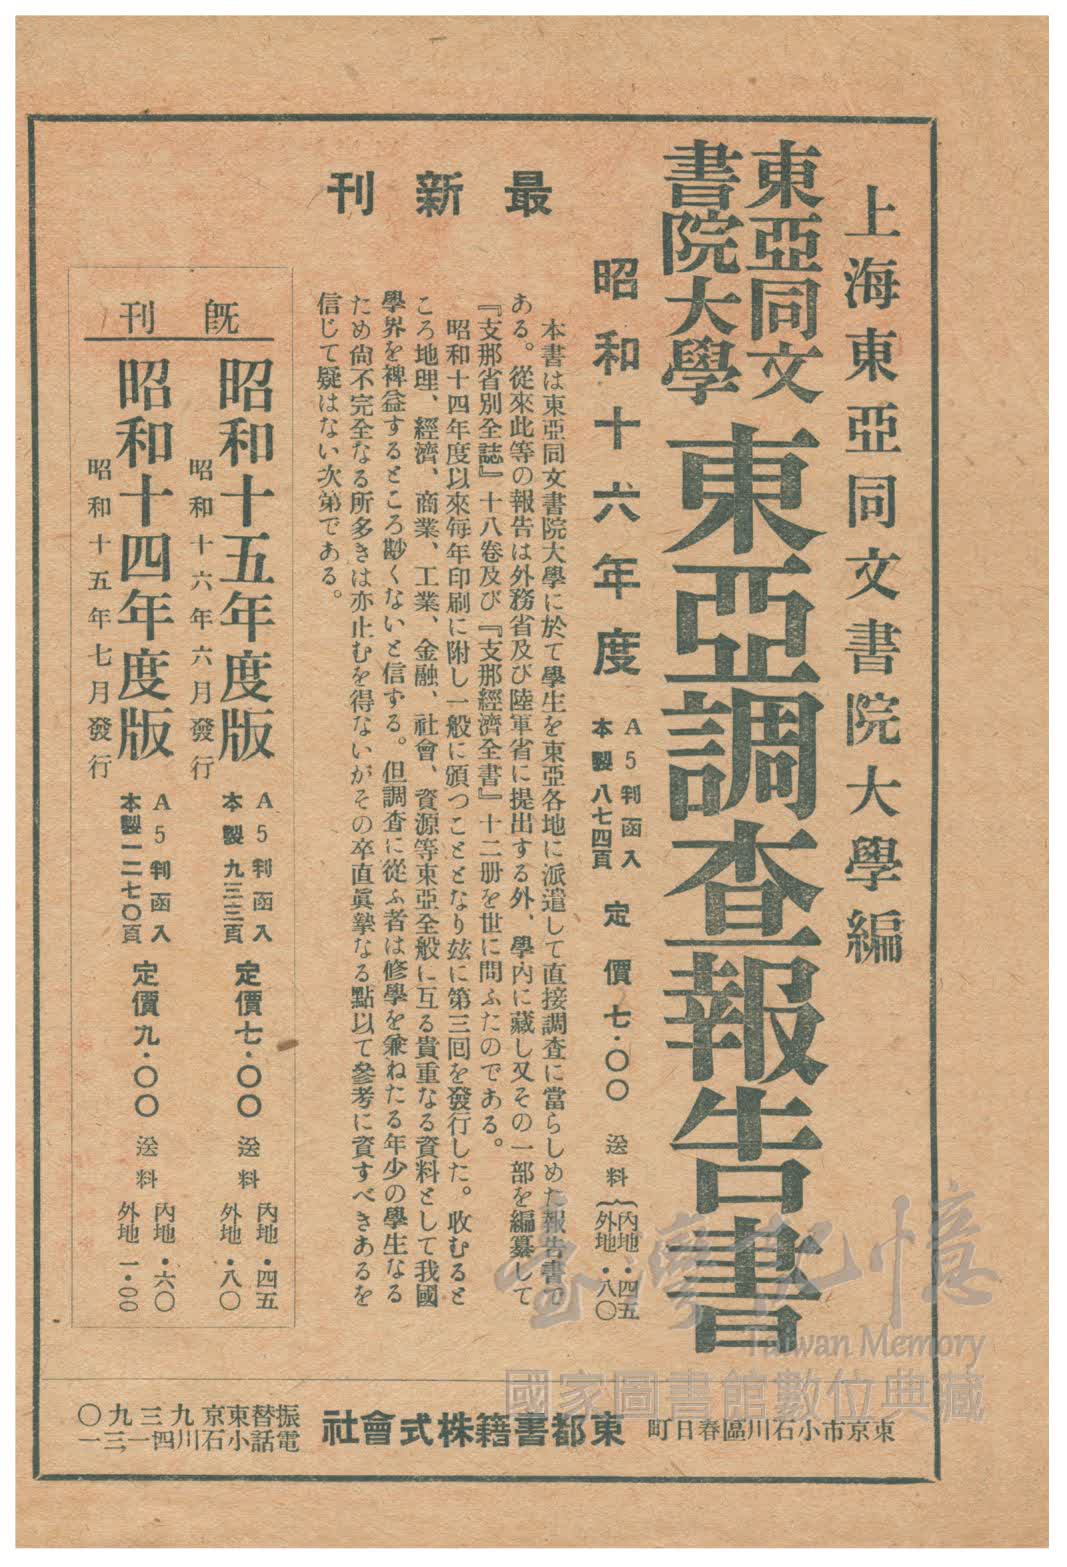 上海東亞同文書院大學編
東亞同文
書院大學
東亞調查報告書
最新刊
昭和十六年度
A5判函入
本製八七四頁
定價七・〇〇
送料
內地・四五
外地・八〇
本書は東亞同文書院大學に於て學生を東亞各地に派遣して直接調査に當らしめた報告書で
ある。從來此等の報告は外務省及び陸軍省に提出する外、學內に藏し又その一部を編纂して
『支那省別全誌』十八卷及び『支那經濟全書』十二册を世に問ふたのである。
昭和十四年度以來每年印刷に附し一般に頒つこととなり玆に第三回を發行した。收むると
ころ地理、經濟、商業、工業、金融、社會、資源等東亞全般に亙る貴重なる資料として我國
學界を裨益するところ尠くないと信する。但調査に從ふ者は修學を兼ねたる年少の學生なる
ため尙不完全なる所多きは亦止むを得ないがその卒直眞摯なる點以て參考に資すべきあるを
信じて疑はない次第である。
旣刊
昭和十五年度版
昭和十六年六月發行
A5判函入
本製九三三頁
定價七・〇〇
送料
內地・四五
外地・八〇
昭和十四年度版
昭和十五年七月發行
A5判函入
本製一二七〇頁
定價九・〇〇
送料
內地・六〇
外地一・〇〇
東京市小石川區春日町
東都書籍株式會社
振替東京九三九〇
電話小石川四一三一
臺灣記憶
Taiwan Memory
國家圖書館數位典藏